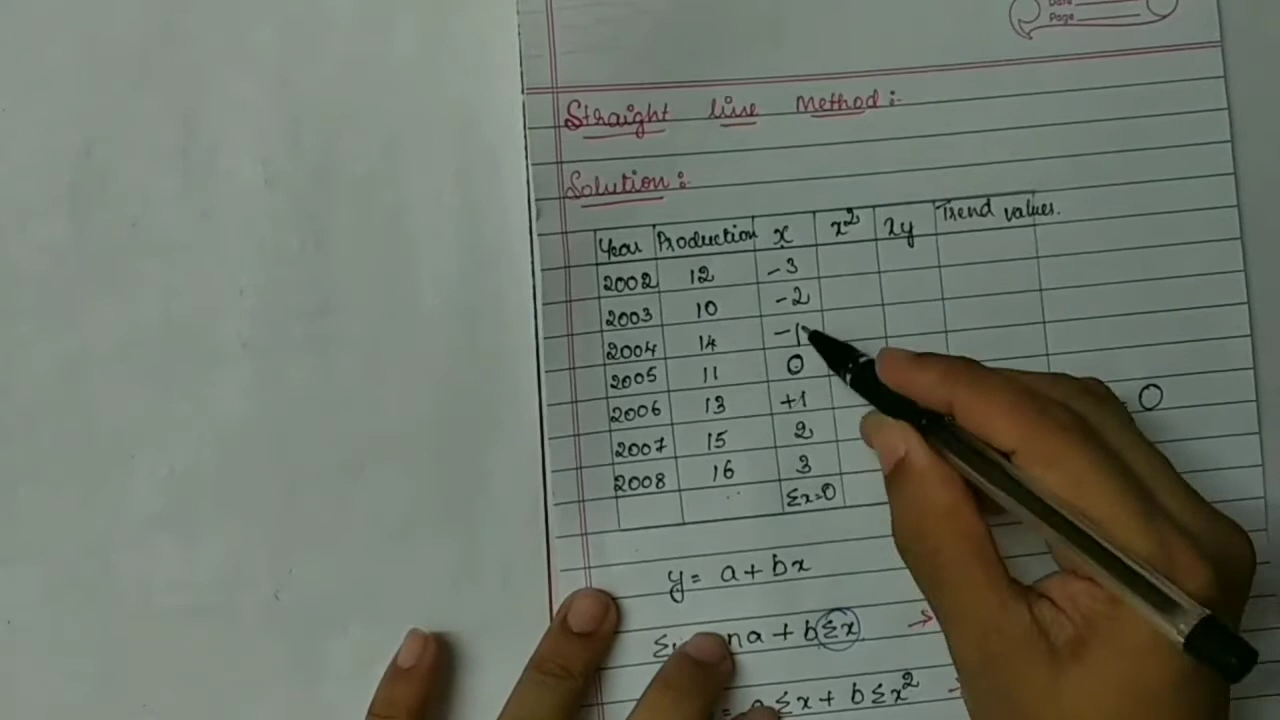 Date
Page
Straight line Method:
Solution:
Year Production x x² xy Trend values.
2002 12 -3
2003 10 -2
2004 14 -1
2005 11 0
2006 13 +1 0
2007 15 2
2008 16 3
Σx=0
y = a + bx
na + bΣx →
= aΣx + bΣx² →